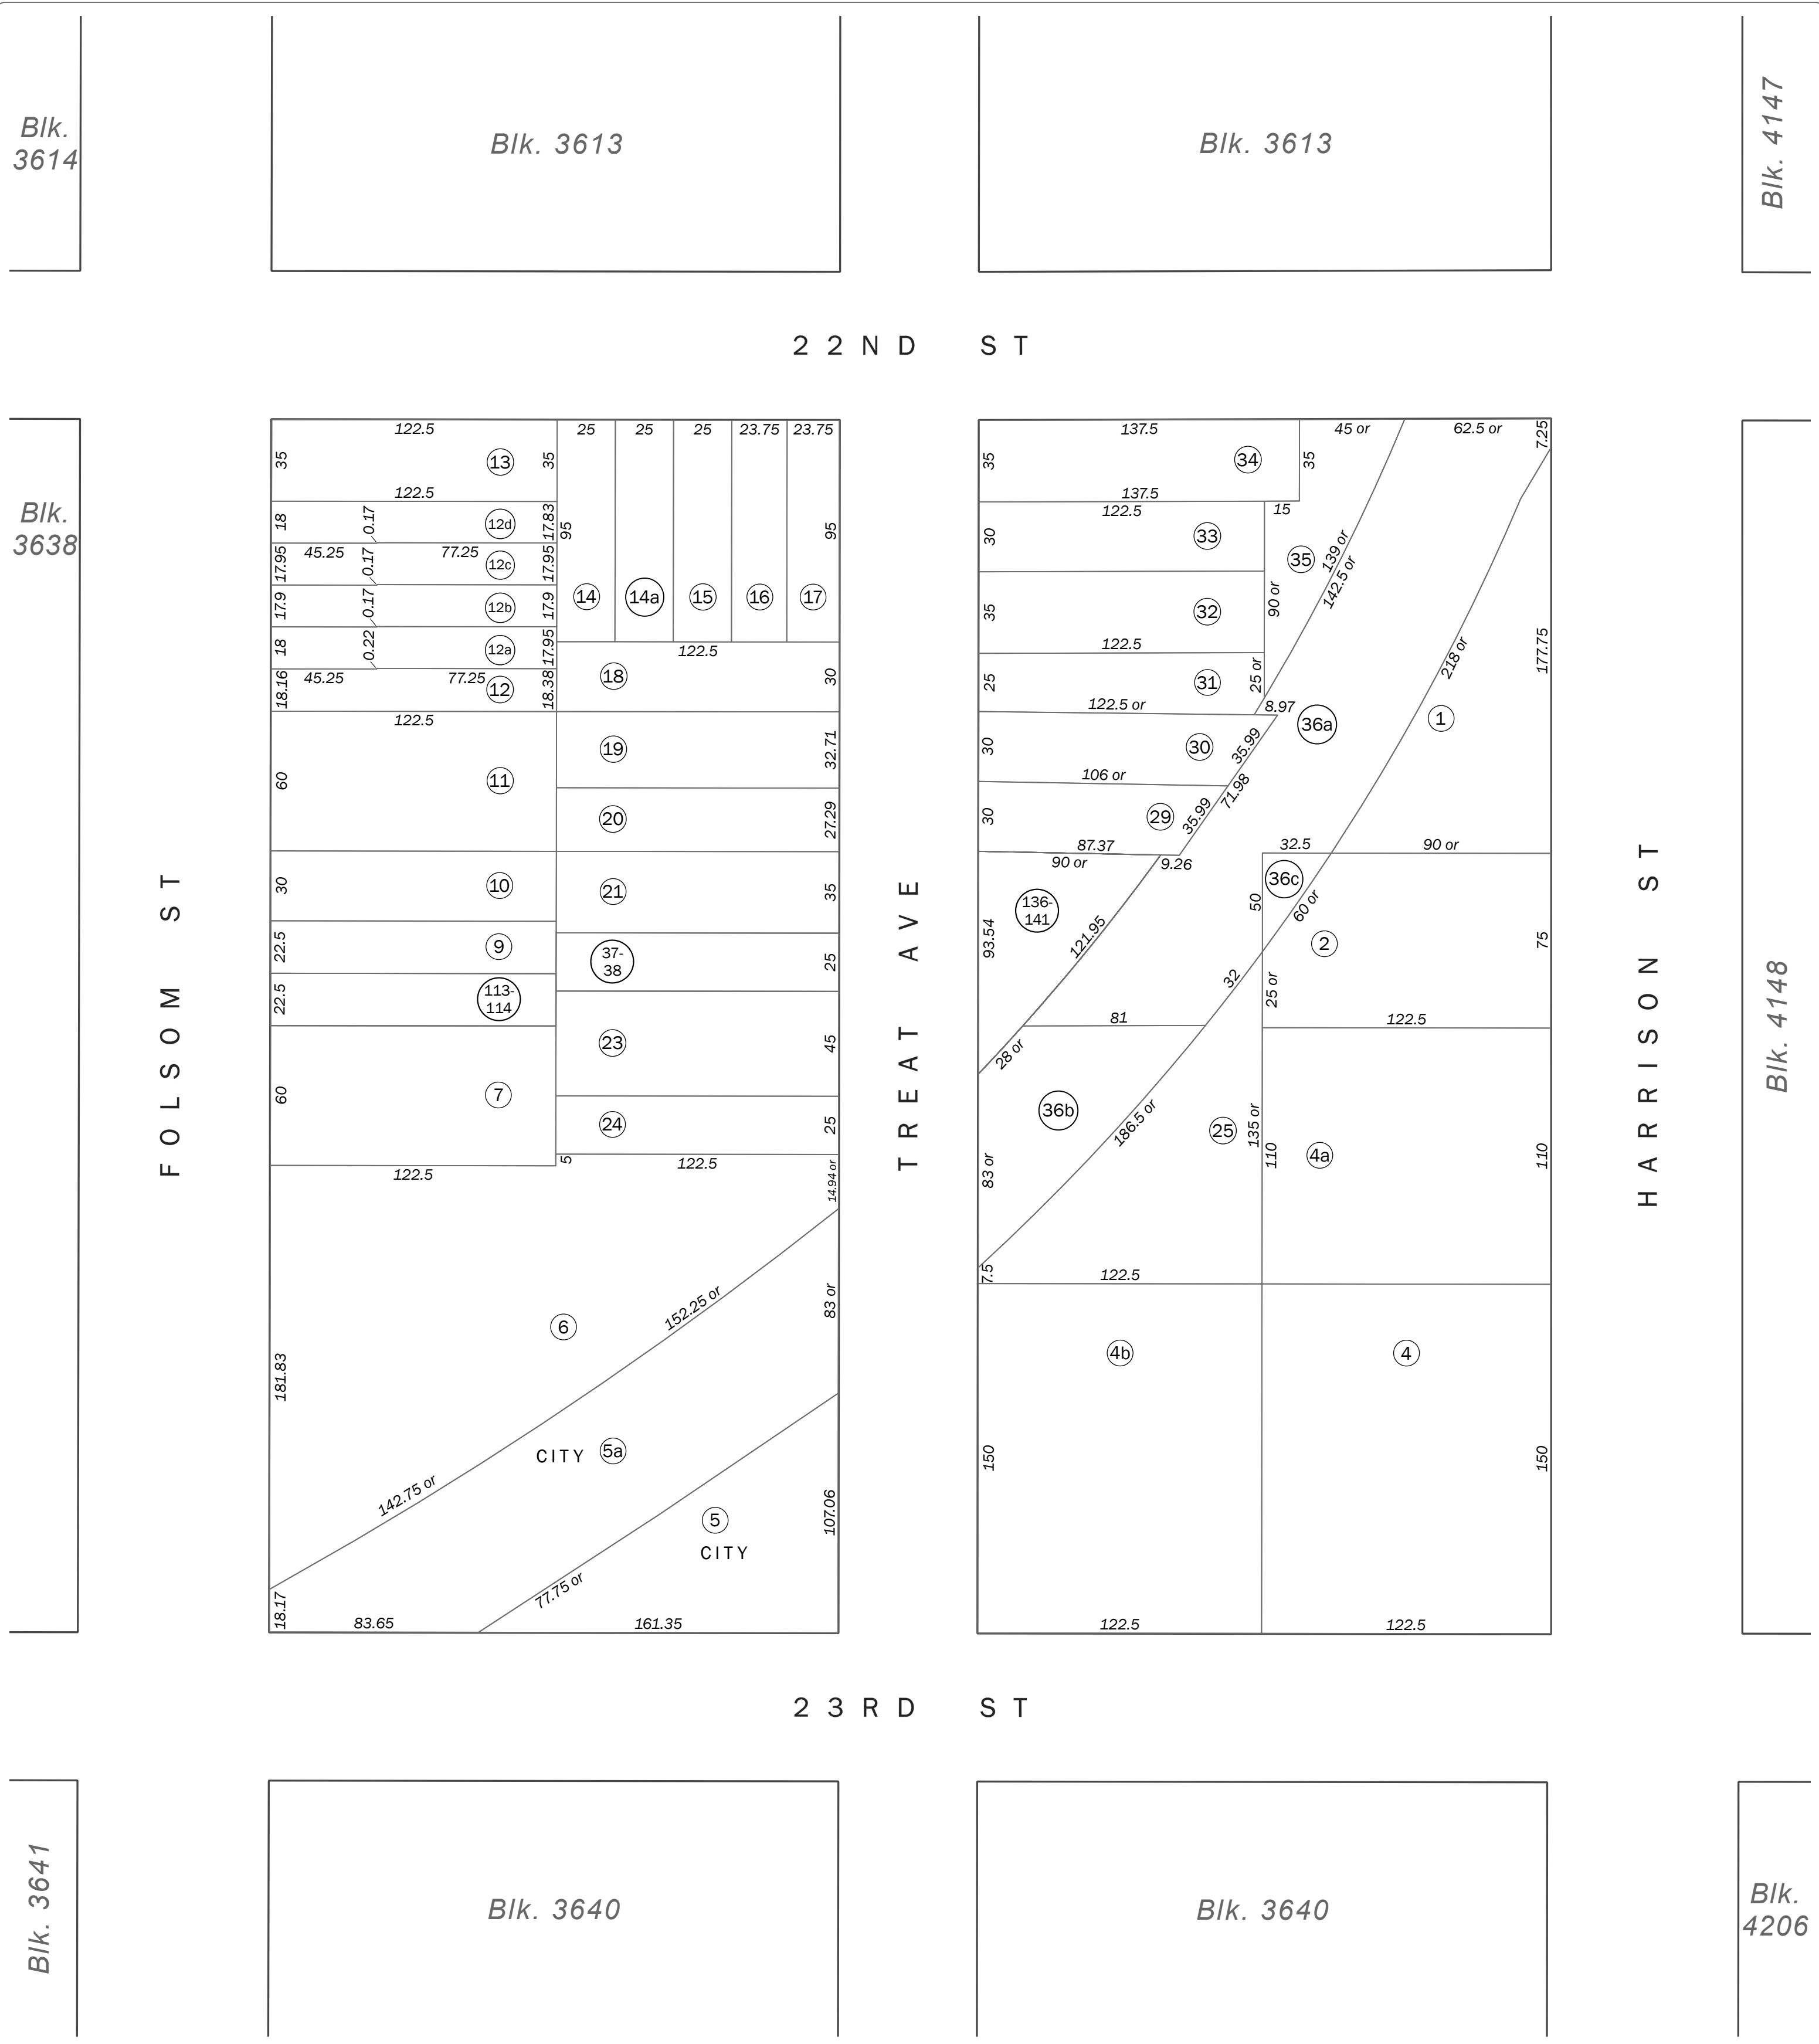 Blk.
3614
Blk. 3613
Blk. 3613
Blk. 4147
22ND ST
Blk.
3638
FOLSOM ST
122.5
35
13
35
122.5
18
0.17
12d
17.83
45.25
77.25
17.95
0.17
12c
17.95
17.9
0.17
12b
17.9
18
0.22
12a
17.95
45.25
77.25
18.16
12
18.38
122.5
60
11
30
10
22.5
9
22.5
113-
114
60
7
122.5
25
25
25
23.75
23.75
95
95
14
14a
15
16
17
122.5
18
30
19
32.71
20
27.29
21
35
37-
38
25
23
45
24
25
5
122.5
14.94 or
6
152.25 or
83 or
181.83
142.75 or
CITY
5a
107.06
5
CITY
77.75 or
18.17
83.65
161.35
TREAT AVE
137.5
45 or
62.5 or
7.25
35
34
35
137.5
122.5
15
30
33
35
139 or
142.5 or
90 or
35
32
122.5
218 or
177.75
25
31
25 or
122.5 or
8.97
36a
1
30
30
35.99
106 or
71.98
30
29
35.99
87.37
32.5
90 or
90 or
9.26
36c
136-
141
50
60 or
93.54
121.95
2
75
32
25 or
81
122.5
28 or
36b
186.5 or
25
135 or
110
4a
110
83 or
7.5
122.5
4b
4
150
150
122.5
122.5
HARRISON ST
Blk. 4148
23RD ST
Blk. 3641
Blk. 3640
Blk. 3640
Blk.
4206